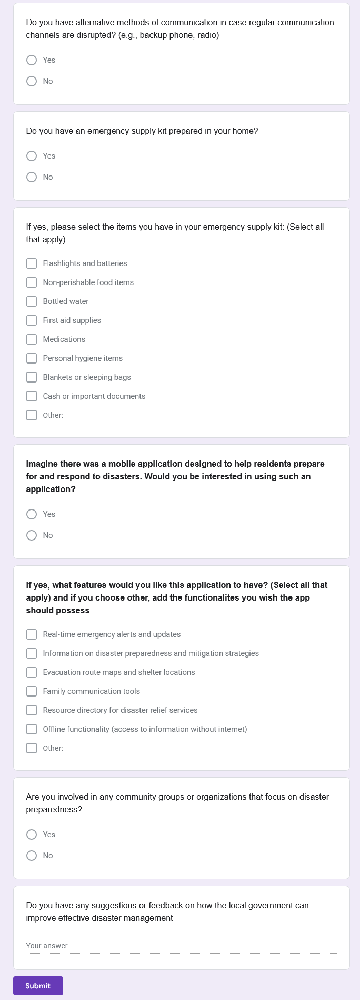 Do you have alternative methods of communication in case regular communication
channels are disrupted? (e.g., backup phone, radio)
Yes
No
Do you have an emergency supply kit prepared in your home?
Yes
No
If yes, please select the items you have in your emergency supply kit: (Select all
that apply)
Flashlights and batteries
Non-perishable food items
Bottled water
First aid supplies
Medications
Personal hygiene items
Blankets or sleeping bags
Cash or important documents
Other:
Imagine there was a mobile application designed to help residents prepare
for and respond to disasters. Would you be interested in using such an
application?
Yes
No
If yes, what features would you like this application to have? (Select all that
apply) and if you choose other, add the functionalites you wish the app
should possess
Real-time emergency alerts and updates
Information on disaster preparedness and mitigation strategies
Evacuation route maps and shelter locations
Family communication tools
Resource directory for disaster relief services
Offline functionality (access to information without internet)
Other:
Are you involved in any community groups or organizations that focus on disaster
preparedness?
Yes
No
Do you have any suggestions or feedback on how the local government can
improve effective disaster management
Your answer
Submit